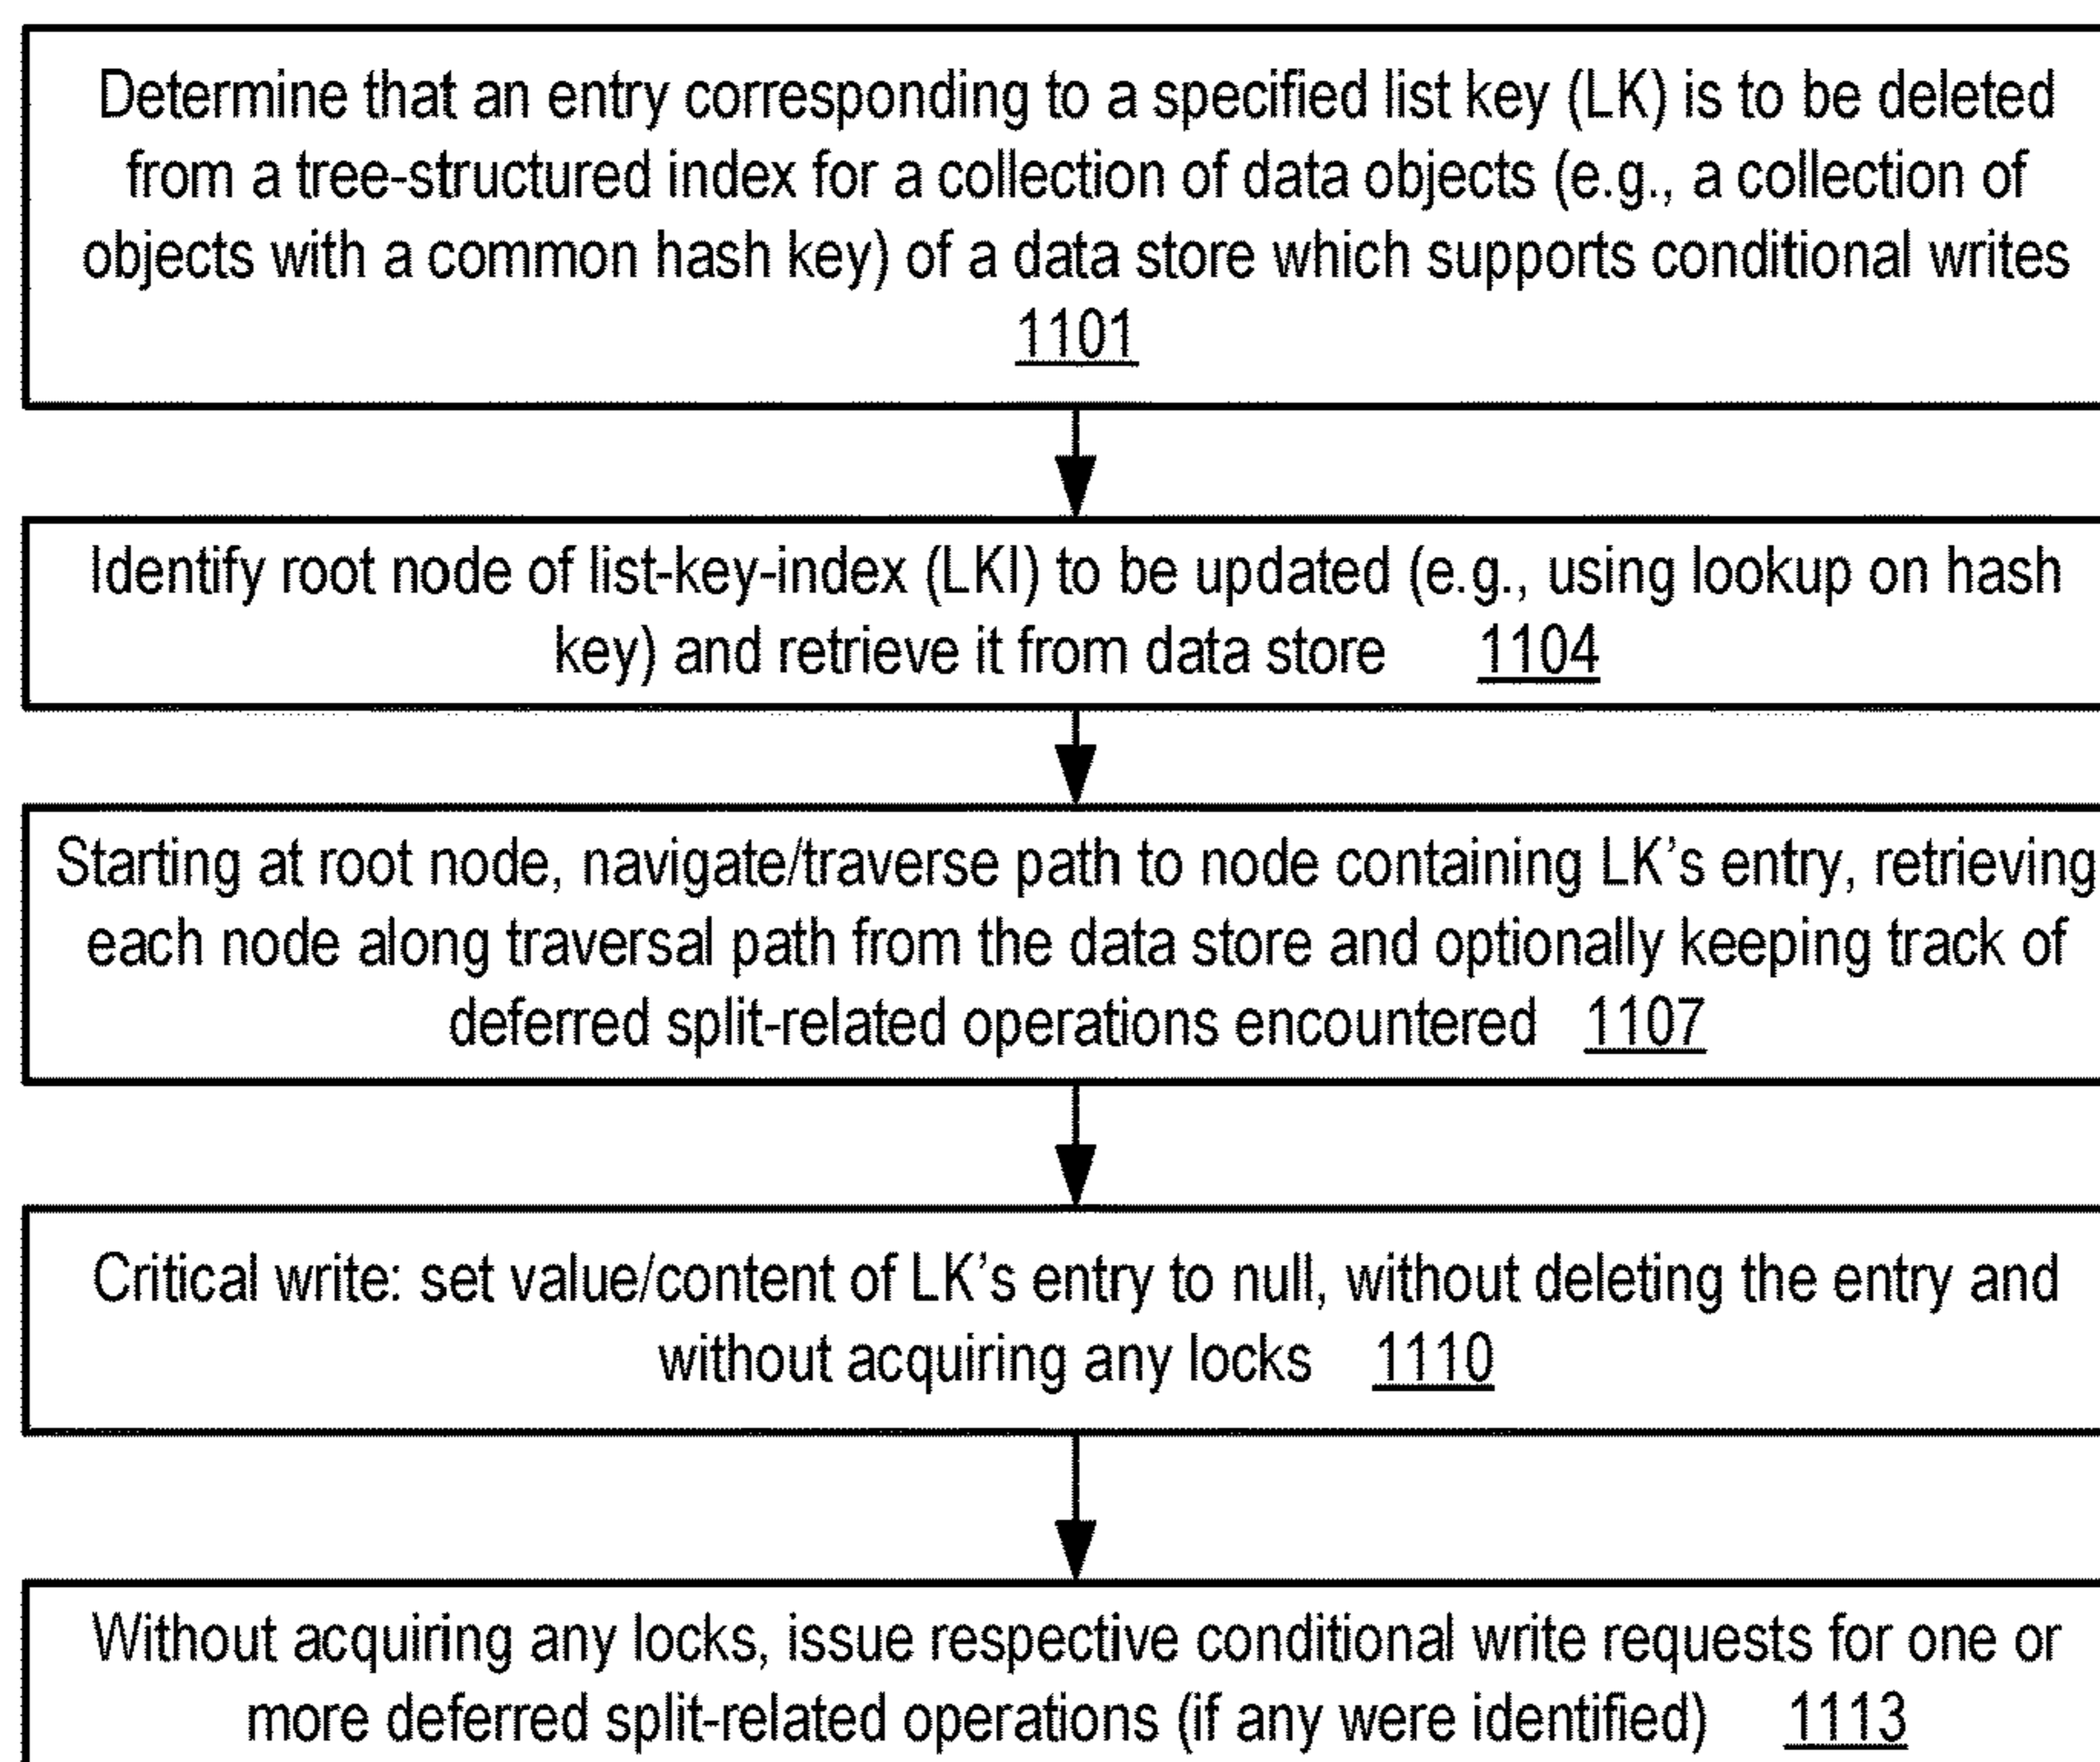 Determine that an entry corresponding to a specified list key (LK) is to be deleted
from a tree-structured index for a collection of data objects (e.g., a collection of
objects with a common hash key) of a data store which supports conditional writes
1101
Identify root node of list-key-index (LKI) to be updated (e.g., using lookup on hash
key) and retrieve it from data store 1104
Starting at root node, navigate/traverse path to node containing LK's entry, retrieving
each node along traversal path from the data store and optionally keeping track of
deferred split-related operations encountered 1107
Critical write: set value/content of LK's entry to null, without deleting the entry and
without acquiring any locks 1110
Without acquiring any locks, issue respective conditional write requests for one or
more deferred split-related operations (if any were identified) 1113